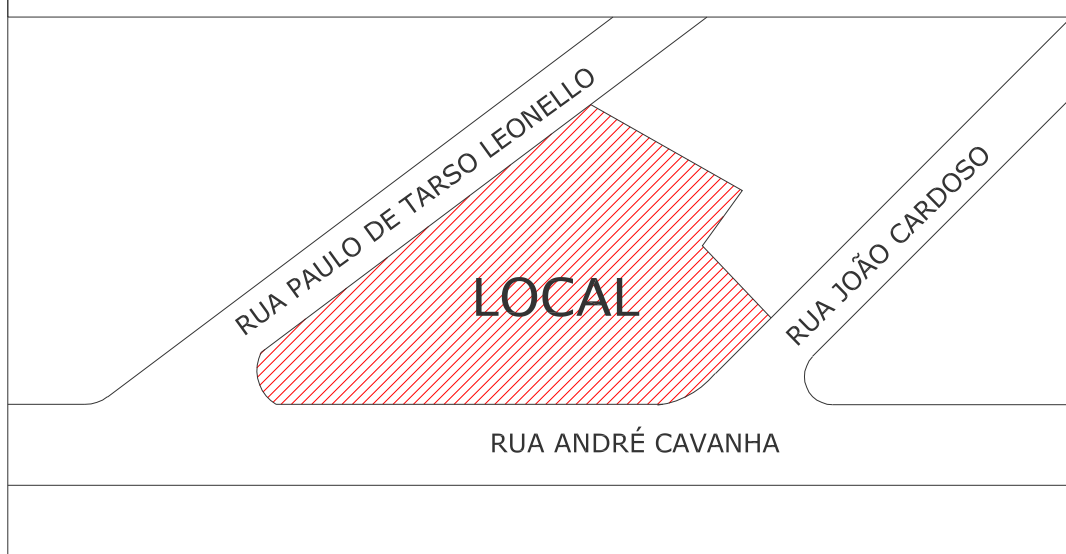 RUA PAULO DE TARSO LEONELLO
RUA JOÃO CARDOSO
LOCAL
RUA ANDRÉ CAVANHA